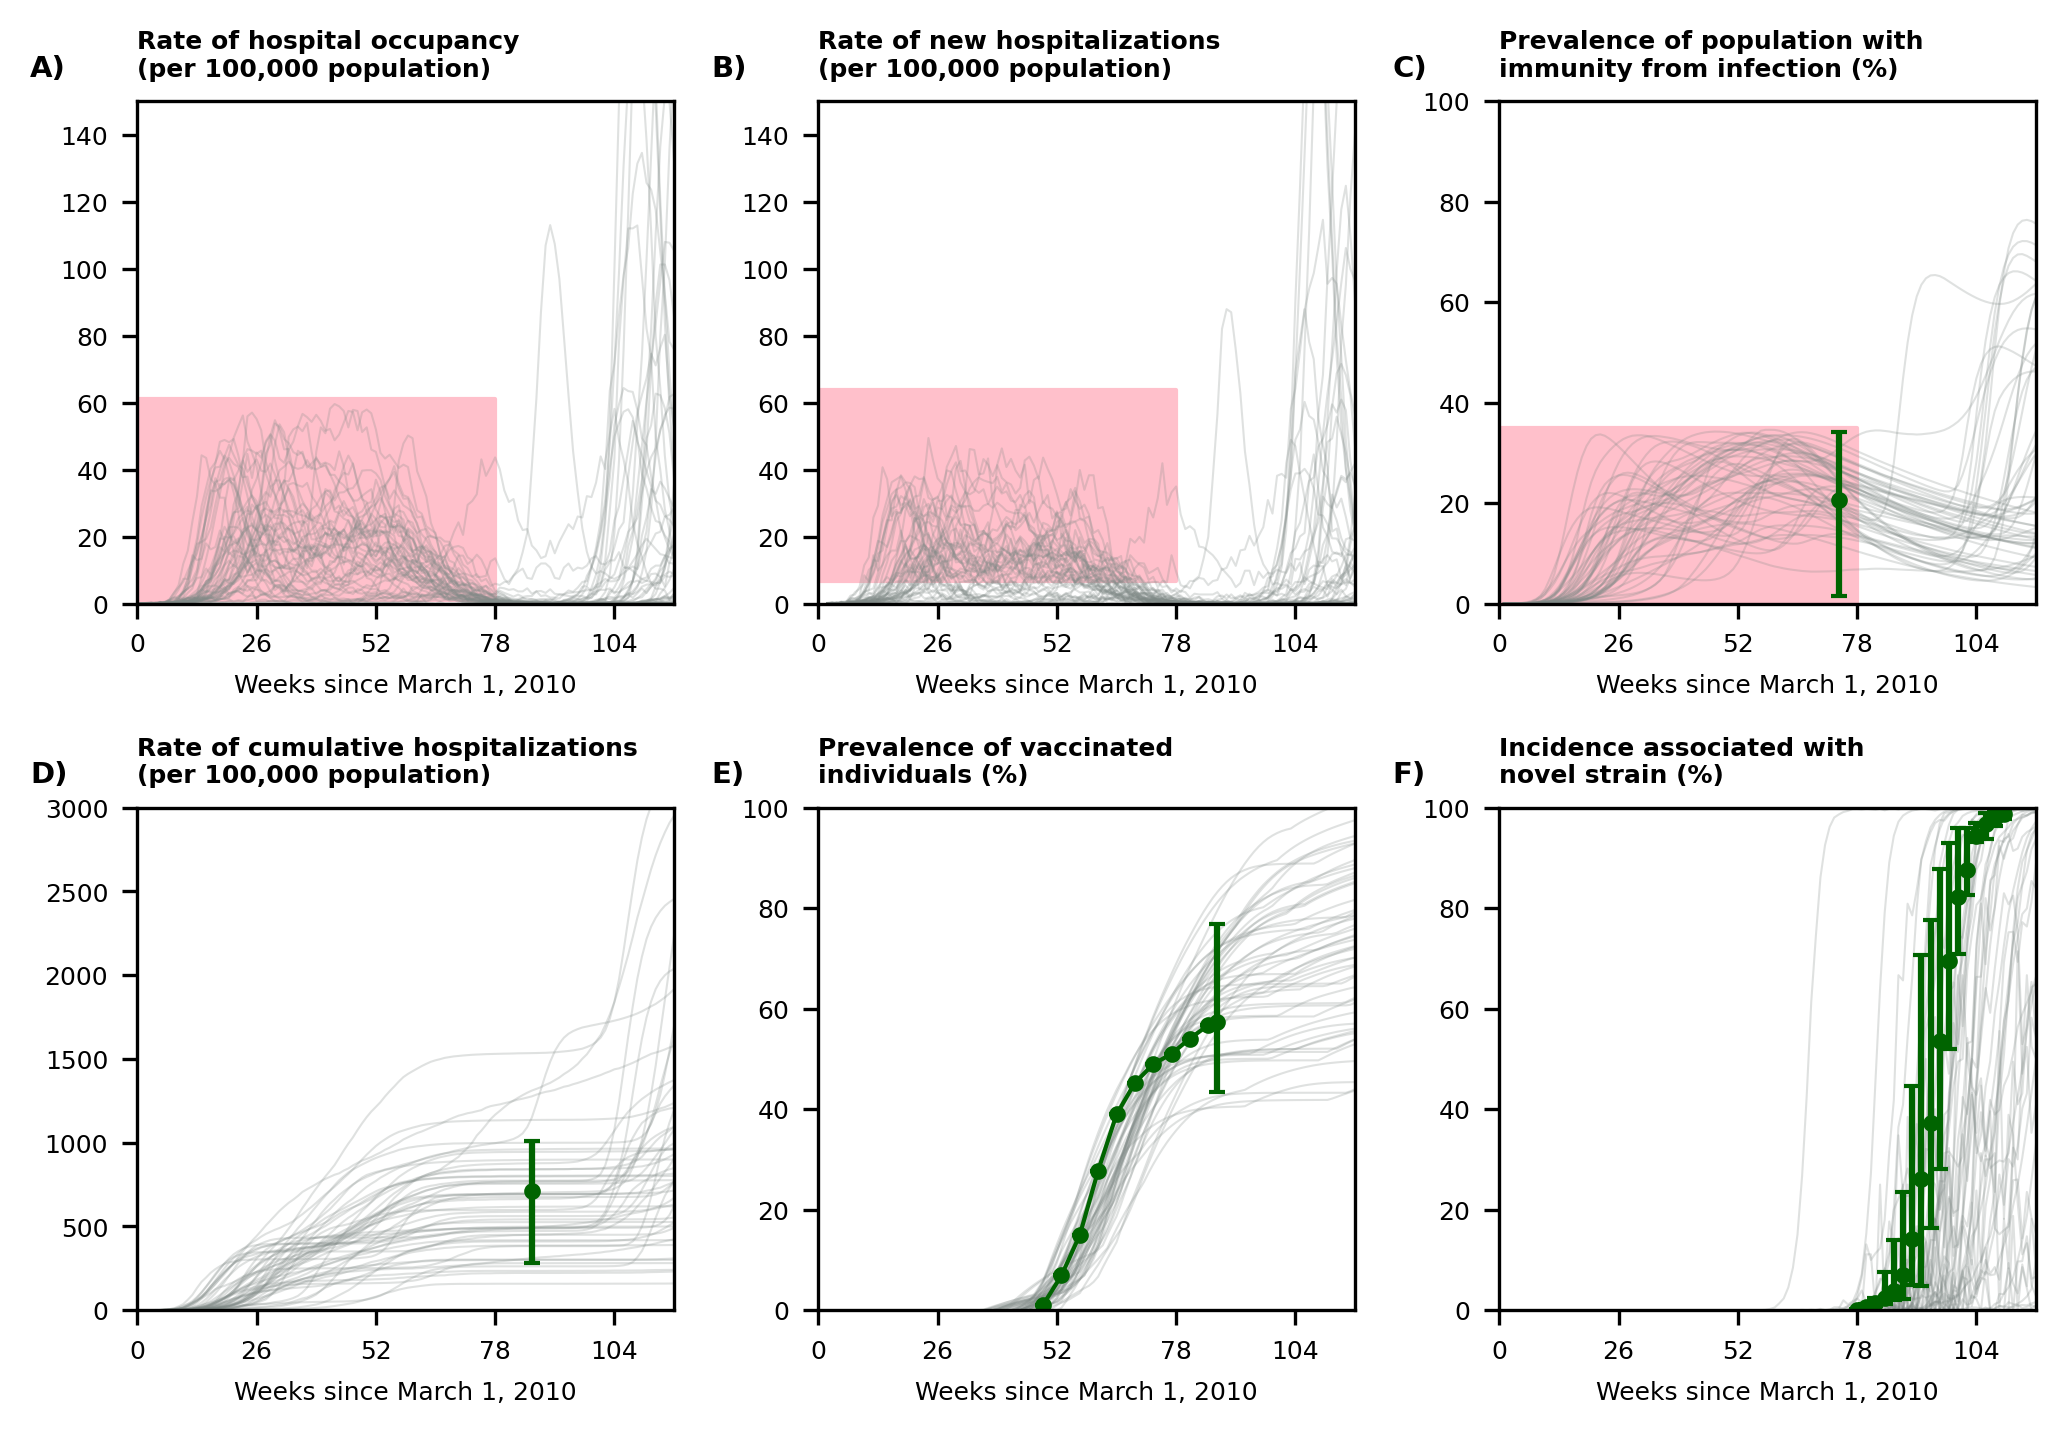 A)
Rate of hospital occupancy
(per 100,000 population)
140
120
100
80
60
40
20
0
0 26 52 78 104
Weeks since March 1, 2010
B)
Rate of new hospitalizations
(per 100,000 population)
140
120
100
80
60
40
20
0
0 26 52 78 104
Weeks since March 1, 2010
C)
Prevalence of population with
immunity from infection (%)
100
80
60
40
20
0
0 26 52 78 104
Weeks since March 1, 2010
D)
Rate of cumulative hospitalizations
(per 100,000 population)
3000
2500
2000
1500
1000
500
0
0 26 52 78 104
Weeks since March 1, 2010
E)
Prevalence of vaccinated
individuals (%)
100
80
60
40
20
0
0 26 52 78 104
Weeks since March 1, 2010
F)
Incidence associated with
novel strain (%)
100
80
60
40
20
0
0 26 52 78 104
Weeks since March 1, 2010